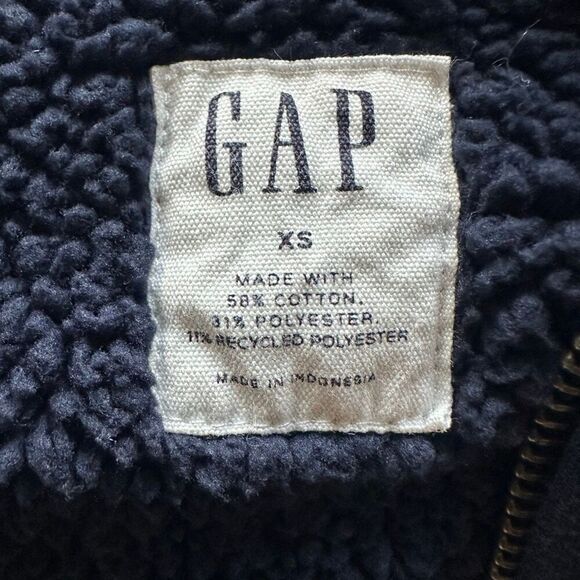 GAP
XS
MADE WITH
58% COTTON,
31% POLYESTER,
11% RECYCLED POLYESTER
MADE IN INDONESIA